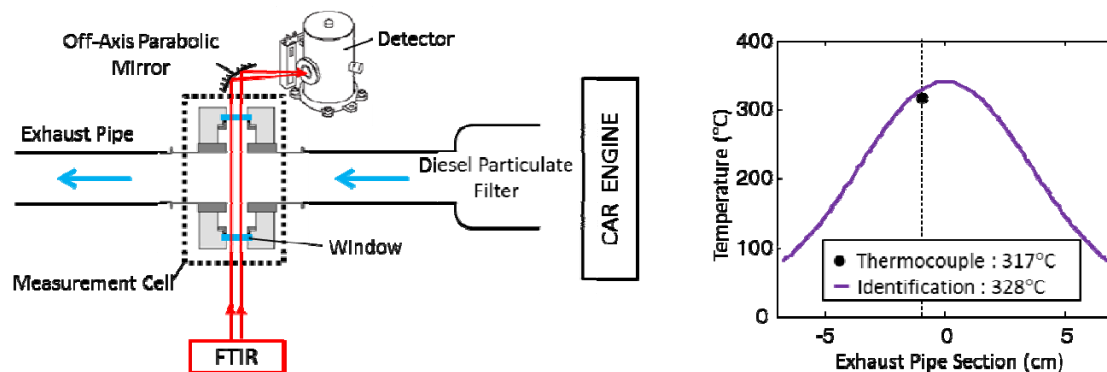 Off-Axis Parabolic
Mirror
Detector
Exhaust Pipe
Diesel Particulate
Filter
CAR ENGINE
Window
Measurement Cell
FTIR
400
300
200
100
0
Temperature (°C)
Thermocouple : 317°C
Identification : 328°C
-5
0
5
Exhaust Pipe Section (cm)